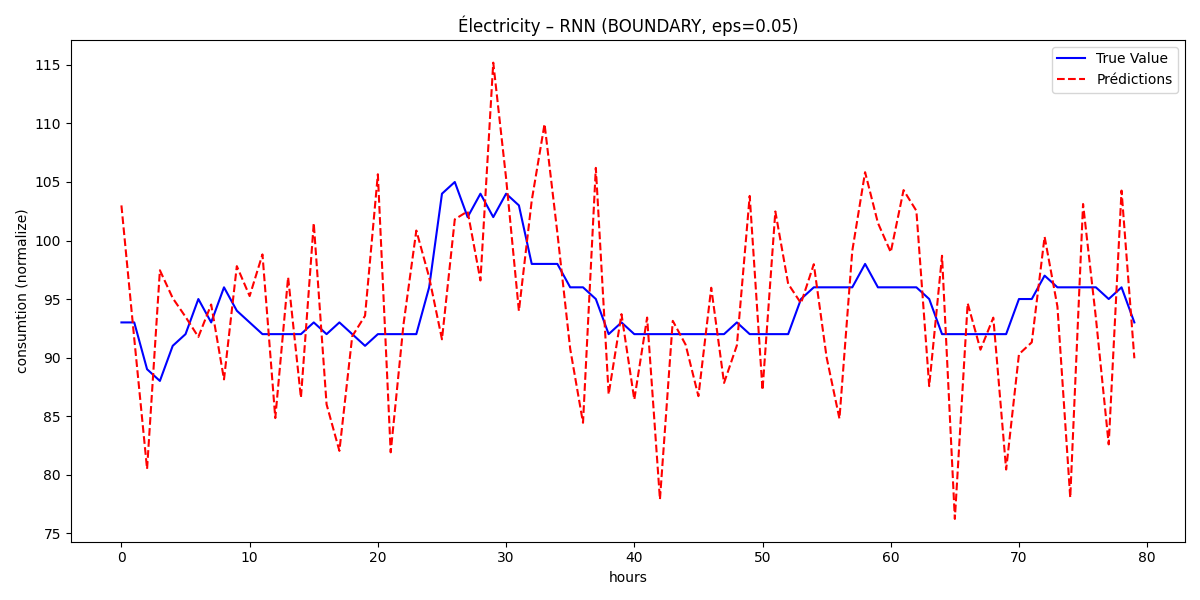 Électricity – RNN (BOUNDARY, eps=0.05)
True Value
Prédictions
consumtion (normalize)
115
110
105
100
95
90
85
80
75
0 10 20 30 40 50 60 70 80
hours